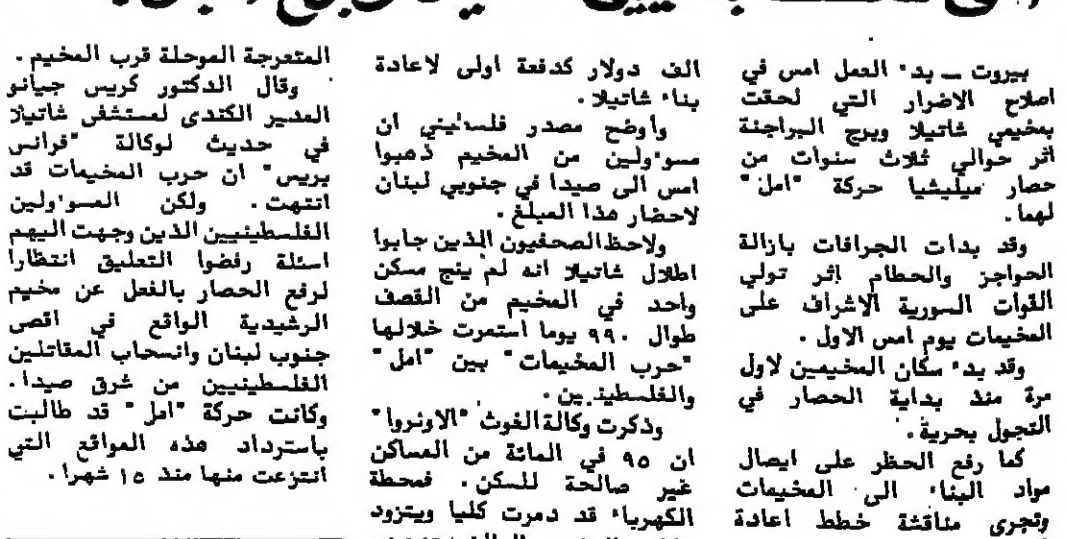 بيروت ــ بدء العمل امس في
اصلاح الاضرار التي لحقت
بمخيمي شاتيلا وبرج البراجنة
اثر حوالي ثلاث سنوات من
حصار ميليشيا حركة "امل"
لهما .
وقد بدأت الجرافات بازالة
الحواجز والحطام إثر تولي
القوات السورية الإشراف على
المخيمات يوم امس الاول .
وقد بدء سكان المخيمين لاول
مرة منذ بداية الحصار في
التجول بحرية .
كما رفع الحظر على ايصال
مواد البناء الى المخيمات
وتجرى مناقشة خطط اعادة
الف دولار كدفعة اولى لاعادة
بناء شاتيلا .
واوضح مصدر فلسطيني ان
مسوءولين من المخيم ذهبوا
امس الى صيدا في جنوبي لبنان
لاحضار هذا المبلغ .
ولاحظ الصحفيون الذين جابوا
اطلال شاتيلا انه لم ينج مسكن
واحد في المخيم من القصف
طوال ٩٩٠ يوما استمرت خلالها
"حرب المخيمات" بين "امل"
والفلسطينيين .
وذكرت وكالة الغوث "الاونروا"
ان ٩٥ في المائة من المساكن
غير صالحة للسكن . فمحطة
الكهرباء قد دمرت كليا ويتزود
المتعرجة الموحلة قرب المخيم .
وقال الدكتور كريس جيانو
المدير الكندى لمستشفى شاتيلا
في حديث لوكالة "فرانس
بريس" ان حرب المخيمات قد
انتهت . ولكن المسوءولين
الفلسطينيين الذين وجهت اليهم
اسئلة رفضوا التعليق انتظارا
لرفع الحصار بالفعل عن مخيم
الرشيدية الواقع في اقصى
جنوب لبنان وانسحاب المقاتلين
الفلسطينيين من شرق صيدا .
وكانت حركة "امل" قد طالبت
باسترداد هذه المواقع التي
انتزعت منها منذ ١٥ شهرا .